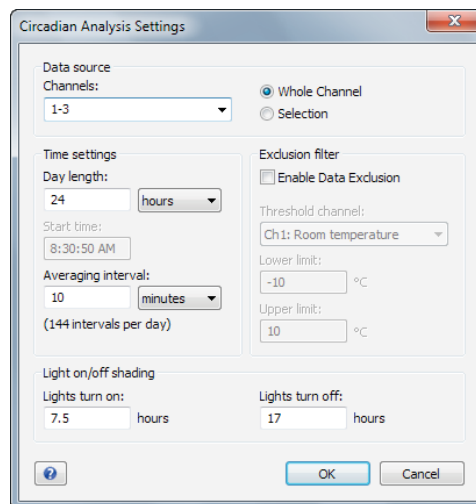 Circadian Analysis Settings
Data source
Channels:
1-3
Whole Channel
Selection
Time settings
Day length:
24 hours
Start time:
8:30:50 AM
Averaging interval:
10 minutes
(144 intervals per day)
Exclusion filter
Enable Data Exclusion
Threshold channel:
Ch1: Room temperature
Lower limit:
-10 °C
Upper limit:
10 °C
Light on/off shading
Lights turn on:
7.5 hours
Lights turn off:
17 hours
?
OK
Cancel